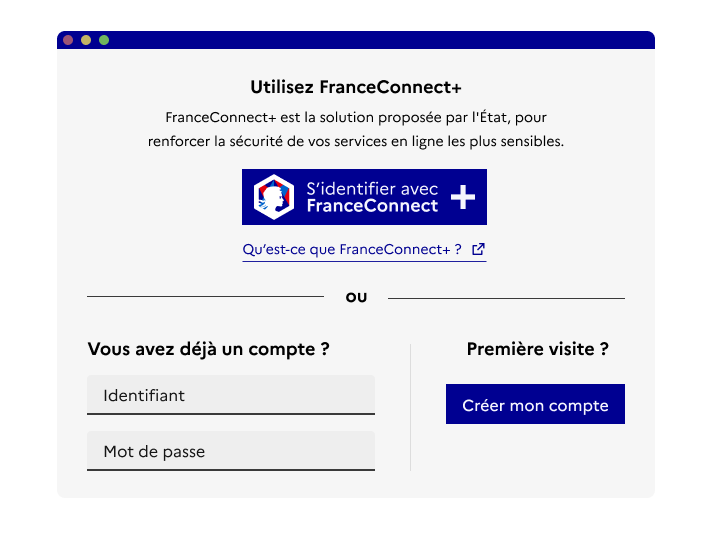 Utilisez FranceConnect+
FranceConnect+ est la solution proposée par l'État, pour
renforcer la sécurité de vos services en ligne les plus sensibles.
S’identifier avec
FranceConnect
Qu’est-ce que FranceConnect+ ?
OU
Vous avez déjà un compte ?
Identifiant
Mot de passe
Première visite ?
Créer mon compte